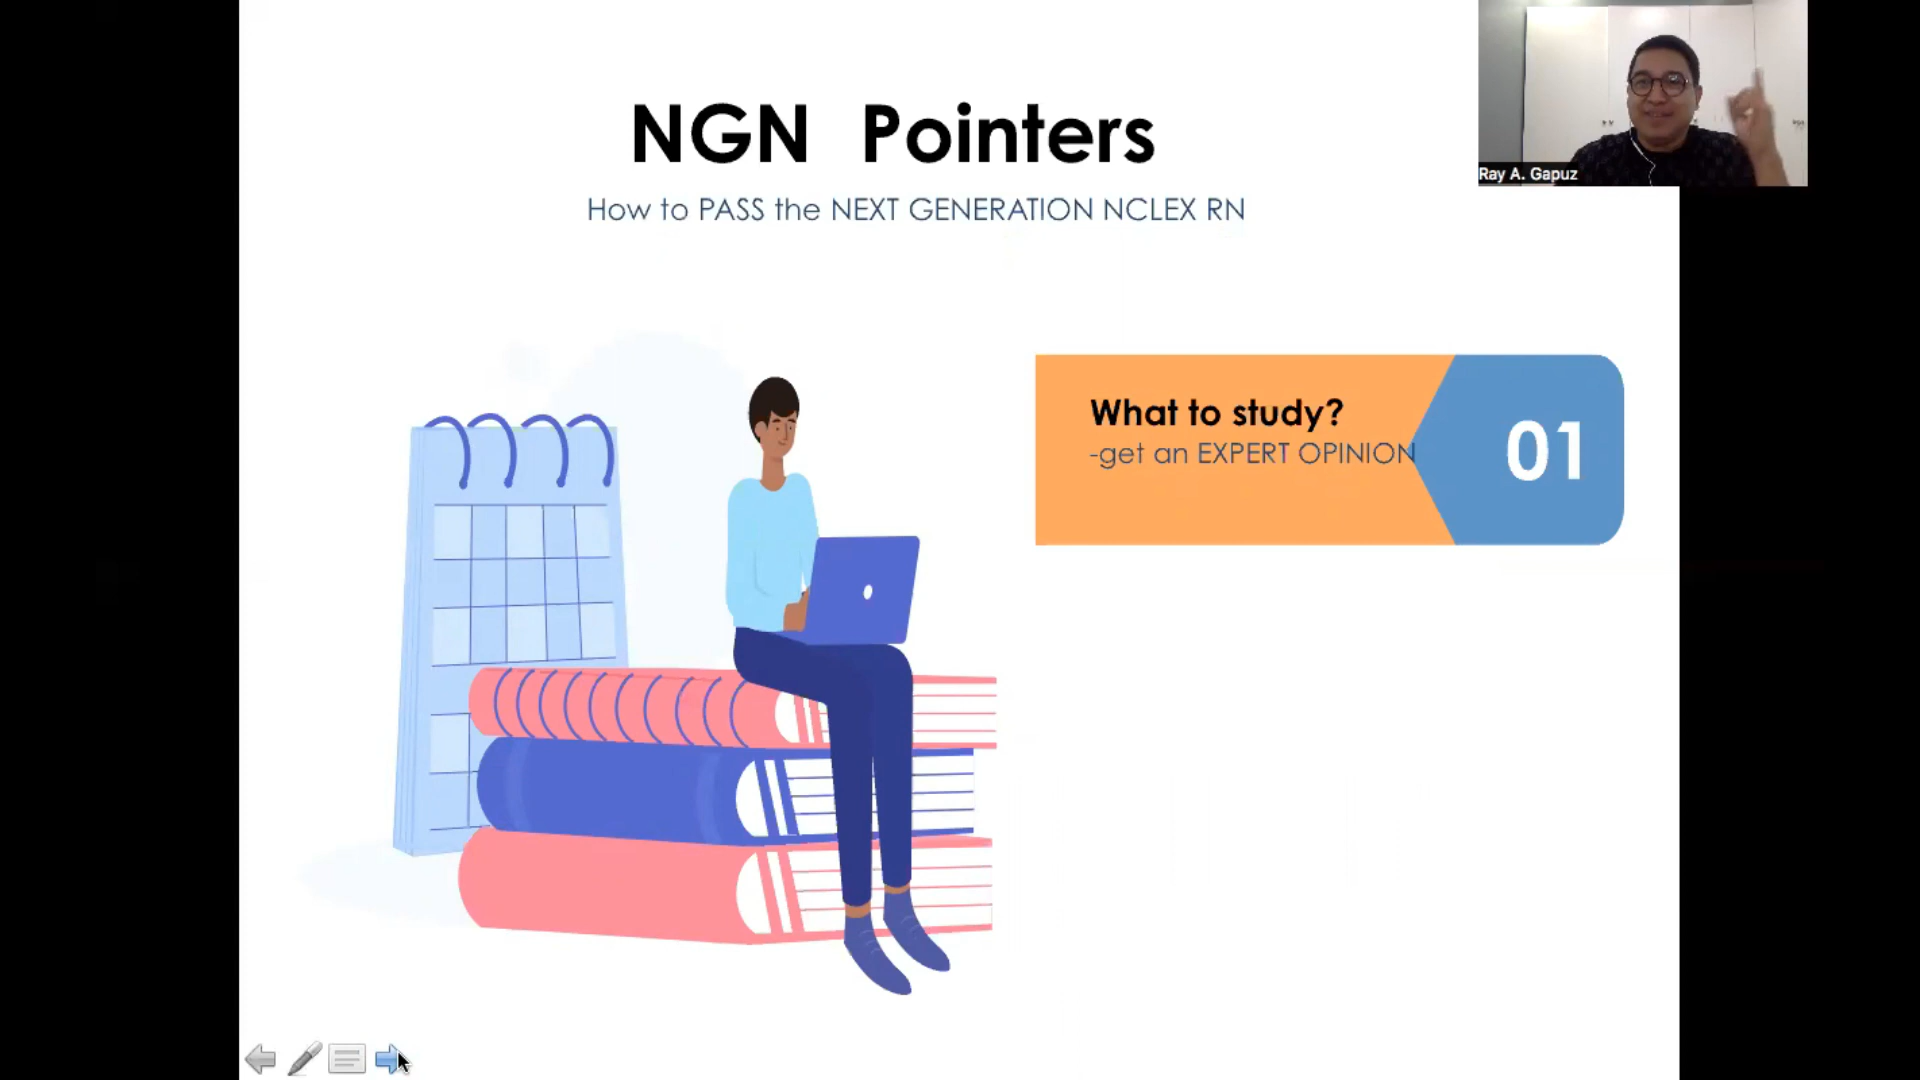 NGN Pointers
How to PASS the NEXT GENERATION NCLEX RN
Ray A. Gapuz
What to study?
-get an EXPERT OPINION
01